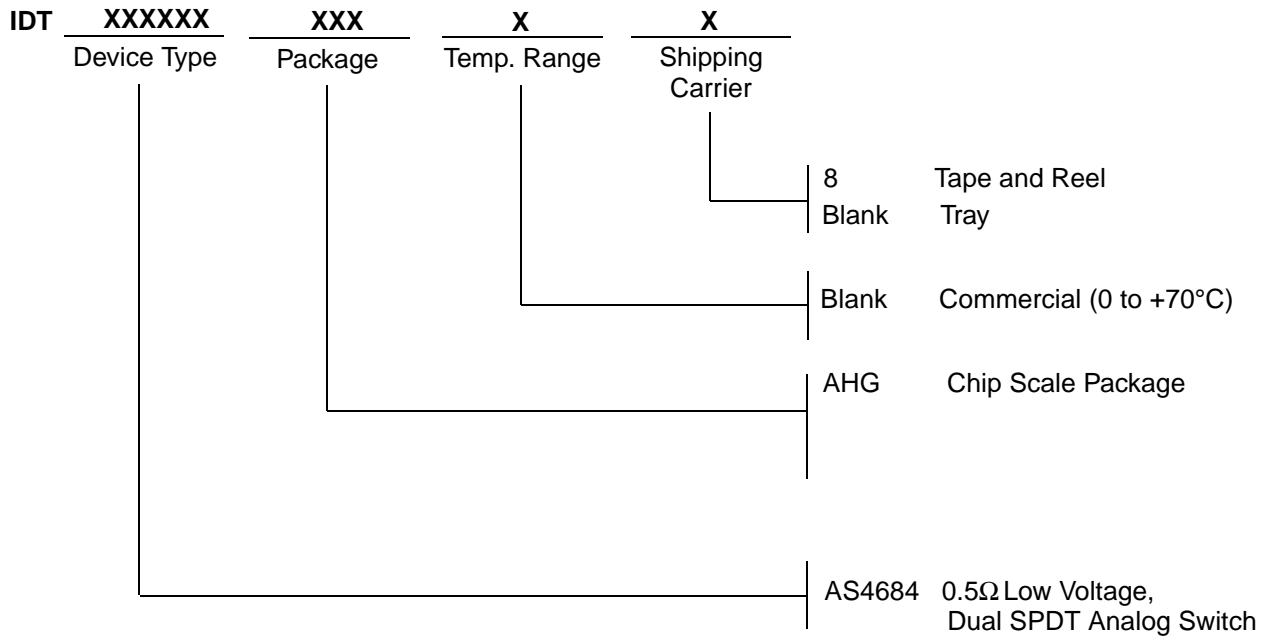 IDT XXXXXX XXX X X
Device Type Package Temp. Range Shipping
Carrier
8 Tape and Reel
Blank Tray
Blank Commercial (0 to +70°C)
AHG Chip Scale Package
AS4684 0.5Ω Low Voltage,
Dual SPDT Analog Switch